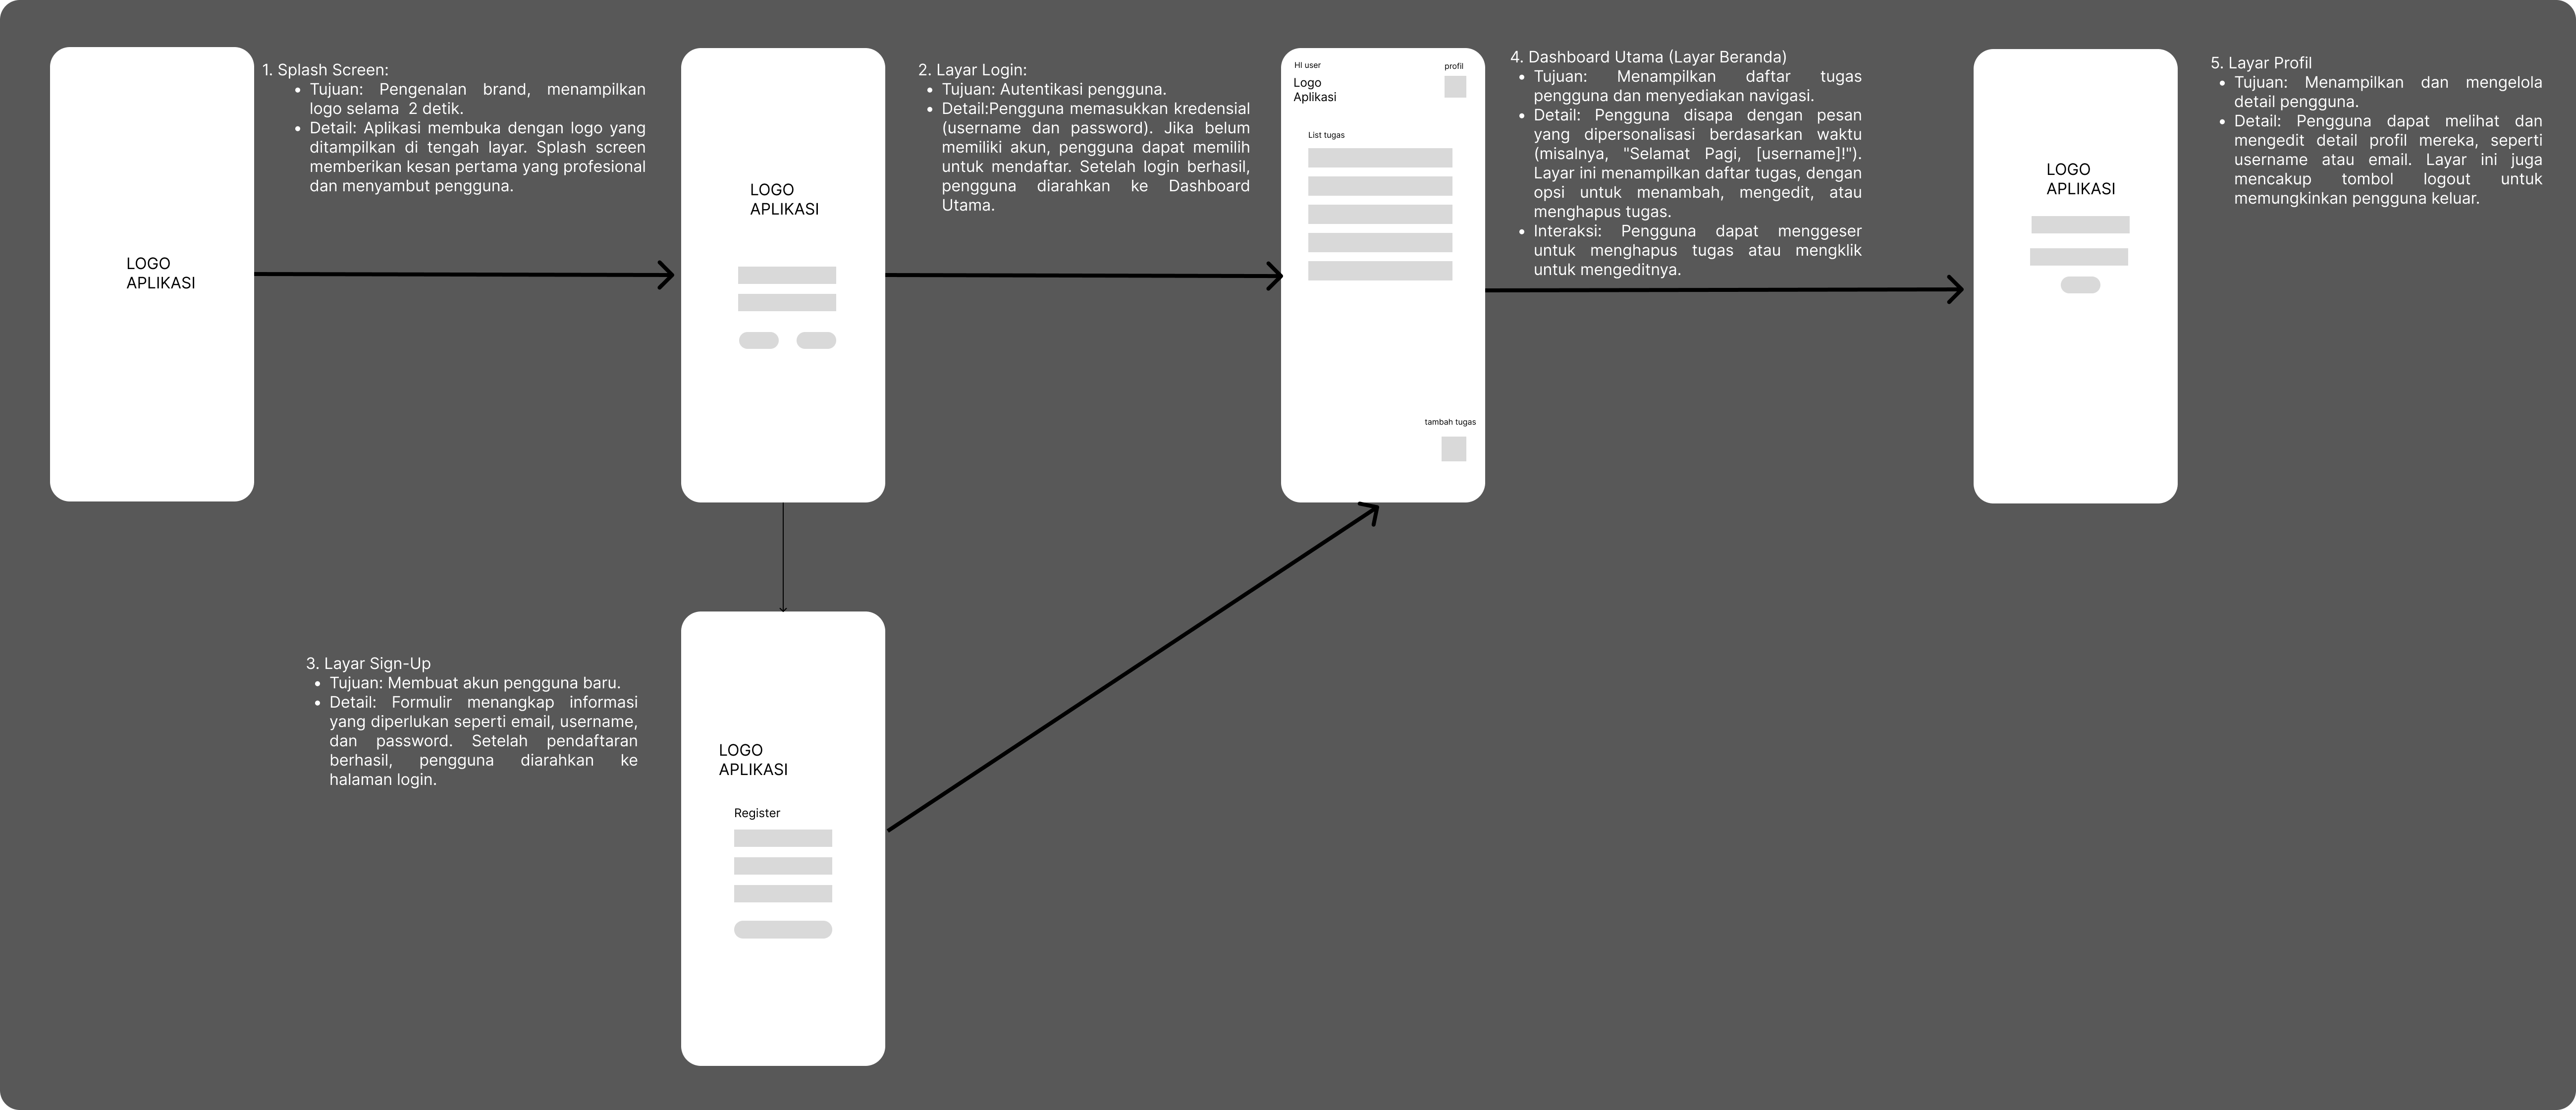 LOGO
APLIKASI
1. Splash Screen:
• Tujuan: Pengenalan brand, menampilkan
logo selama  2 detik.
• Detail: Aplikasi membuka dengan logo yang
ditampilkan di tengah layar. Splash screen
memberikan kesan pertama yang profesional
dan menyambut pengguna.
LOGO
APLIKASI
2. Layar Login:
• Tujuan: Autentikasi pengguna.
• Detail:Pengguna memasukkan kredensial
(username dan password). Jika belum
memiliki akun, pengguna dapat memilih
untuk mendaftar. Setelah login berhasil,
pengguna diarahkan ke Dashboard
Utama.
3. Layar Sign-Up
• Tujuan: Membuat akun pengguna baru.
• Detail: Formulir menangkap informasi
yang diperlukan seperti email, username,
dan password. Setelah pendaftaran
berhasil, pengguna diarahkan ke
halaman login.
LOGO
APLIKASI
Register
HI user
profil
Logo
Aplikasi
List tugas
tambah tugas
4. Dashboard Utama (Layar Beranda)
• Tujuan: Menampilkan daftar tugas
pengguna dan menyediakan navigasi.
• Detail: Pengguna disapa dengan pesan
yang dipersonalisasi berdasarkan waktu
(misalnya, "Selamat Pagi, [username]!").
Layar ini menampilkan daftar tugas, dengan
opsi untuk menambah, mengedit, atau
menghapus tugas.
• Interaksi: Pengguna dapat menggeser
untuk menghapus tugas atau mengklik
untuk mengeditnya.
LOGO
APLIKASI
5. Layar Profil
• Tujuan: Menampilkan dan mengelola
detail pengguna.
• Detail: Pengguna dapat melihat dan
mengedit detail profil mereka, seperti
username atau email. Layar ini juga
mencakup tombol logout untuk
memungkinkan pengguna keluar.